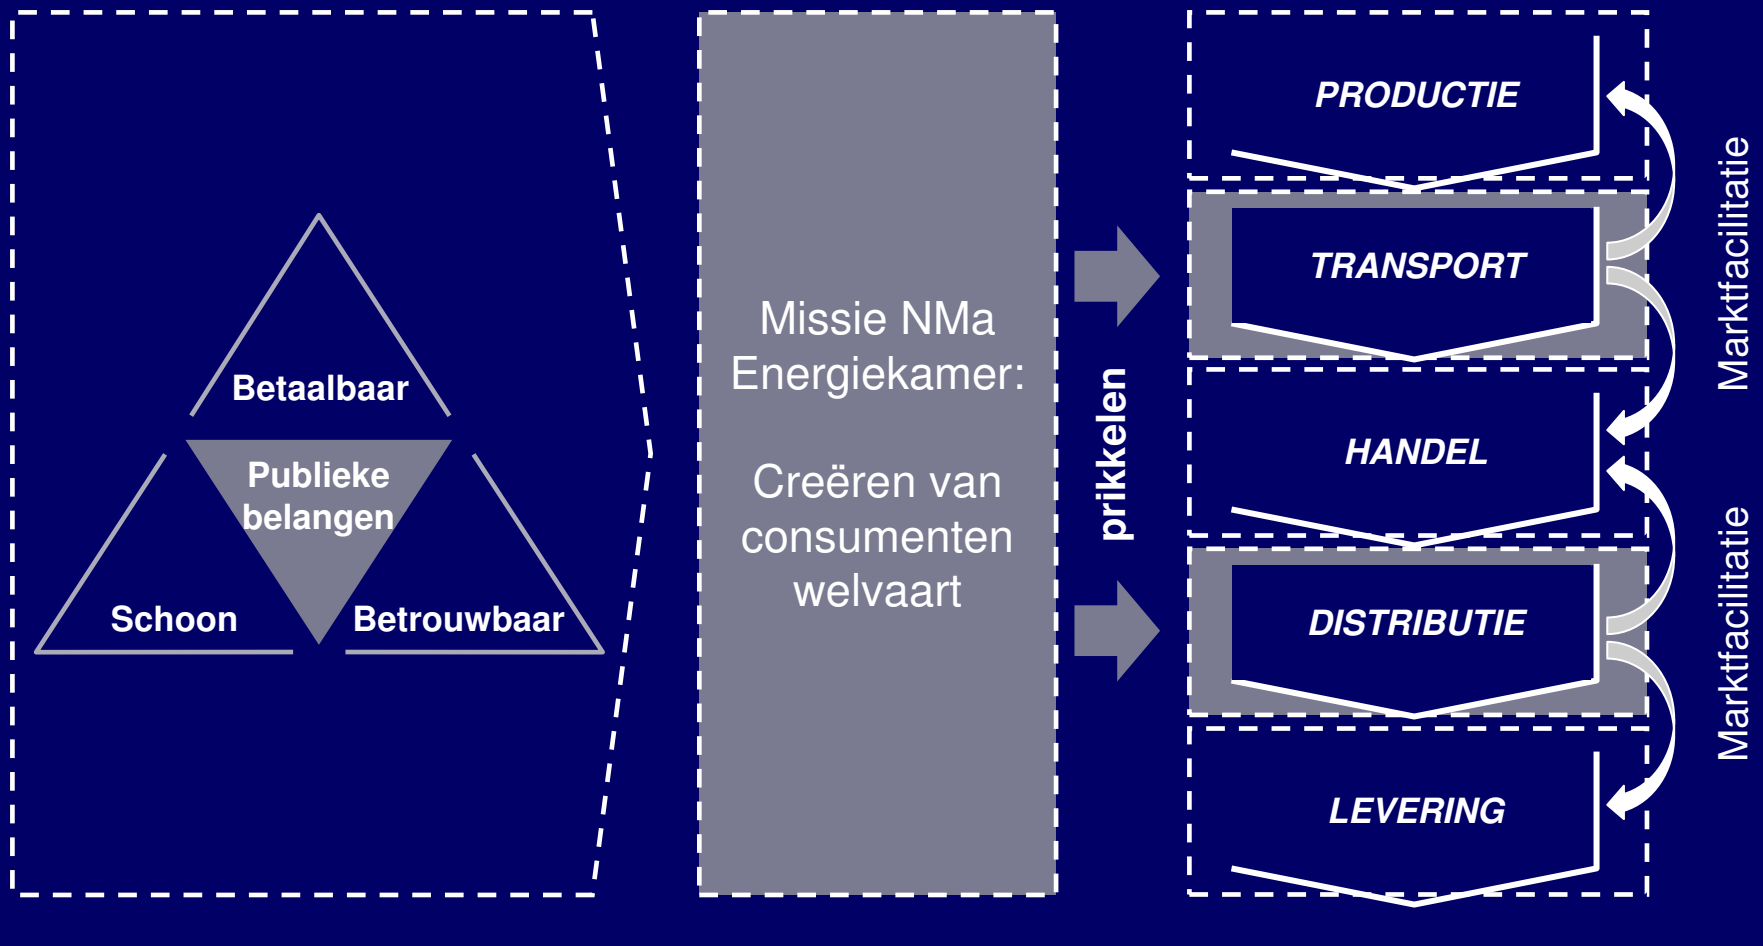 Betaalbaar
Publieke
belangen
Schoon
Betrouwbaar
Missie NMa
Energiekamer:
Creëren van
consumenten
welvaart
prikkelen
PRODUCTIE
TRANSPORT
HANDEL
DISTRIBUTIE
LEVERING
Marktfacilitatie
Marktfacilitatie